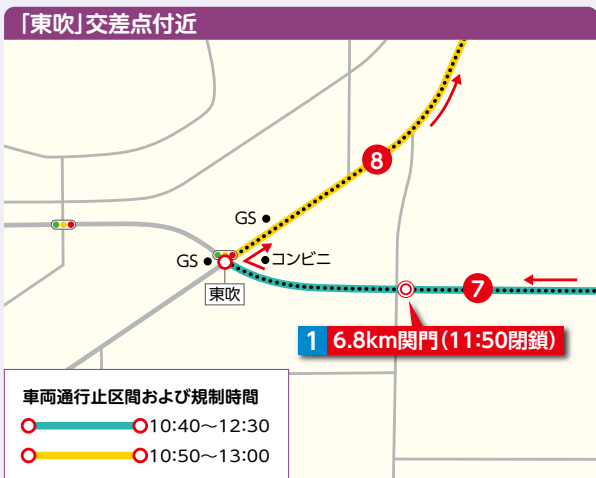 「東吹」交差点付近
8
GS
GS
コンビニ
東吹
7
1 6.8km関門(11:50閉鎖)
車両通行止区間および規制時間
10:40～12:30
10:50～13:00